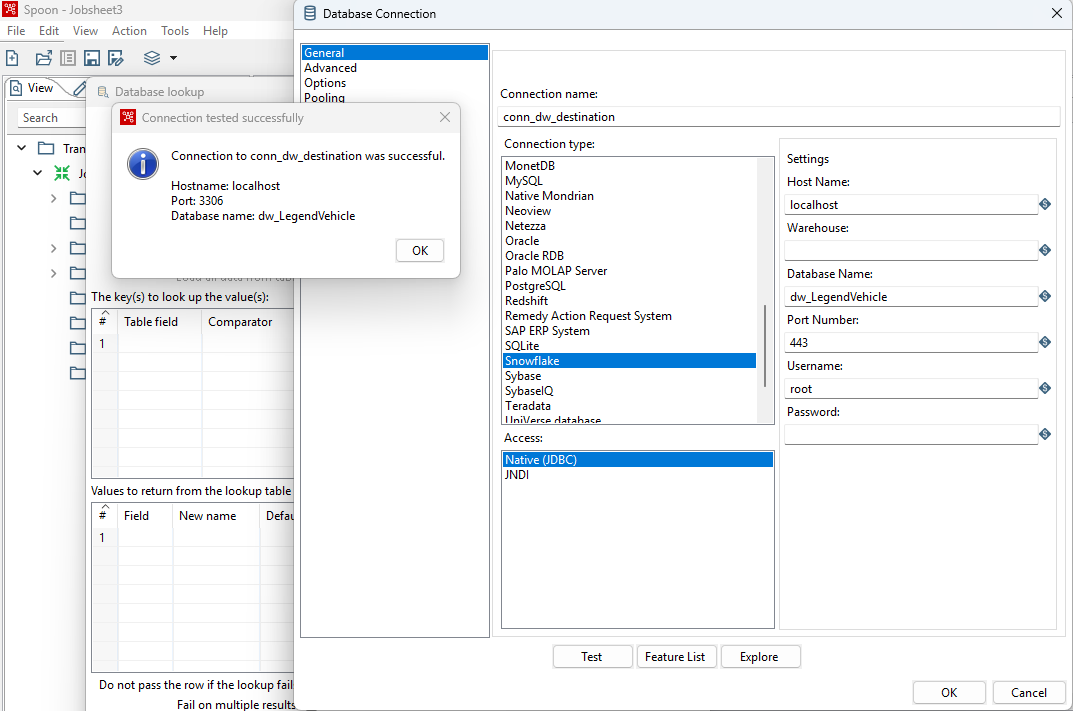 Spoon - Jobsheet3
File Edit View Action Tools Help
View
Search
Tran
Database lookup
Connection tested successfully
Connection to conn_dw_destination was successful.
Hostname: localhost
Port: 3306
Database name: dw_LegendVehicle
OK
The key(s) to look up the value(s):
# Table field Comparator
1
Values to return from the lookup table
# Field New name Defau
1
Do not pass the row if the lookup fail
Fail on multiple results
Database Connection
General
Advanced
Options
Pooling
Connection name:
conn_dw_destination
Connection type:
MonetDB
MySQL
Native Mondrian
Neoview
Netezza
Oracle
Oracle RDB
Palo MOLAP Server
PostgreSQL
Redshift
Remedy Action Request System
SAP ERP System
SQLite
Snowflake
Sybase
SybaseIQ
Teradata
UniVerse database
Access:
Native (JDBC)
JNDI
Settings
Host Name:
localhost
Warehouse:
Database Name:
dw_LegendVehicle
Port Number:
443
Username:
root
Password:
Test Feature List Explore
OK Cancel